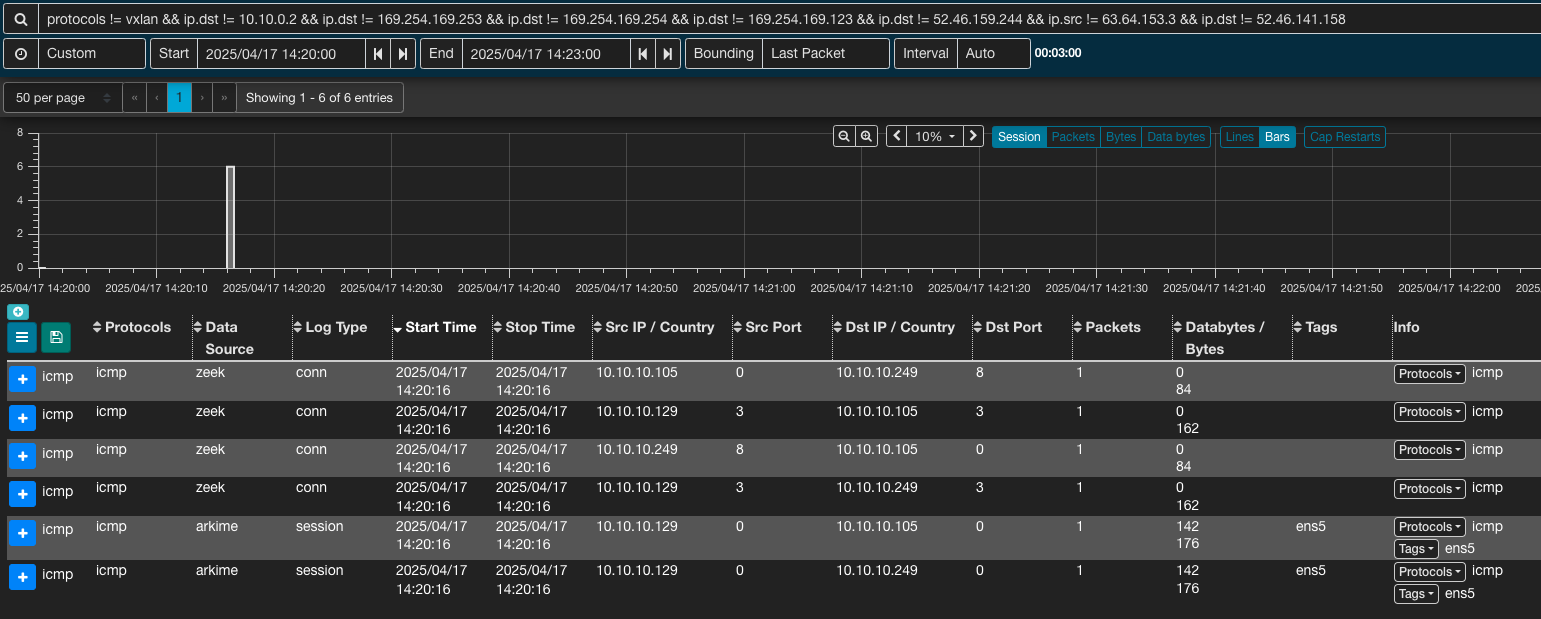 protocols != vxlan && ip.dst != 10.10.0.2 && ip.dst != 169.254.169.253 && ip.dst != 169.254.169.254 && ip.dst != 169.254.169.123 && ip.dst != 52.46.159.244 && ip.src != 63.64.153.3 && ip.dst != 52.46.141.158
Custom Start 2025/04/17 14:20:00 End 2025/04/17 14:23:00 Bounding Last Packet Interval Auto 00:03:00
50 per page « ‹ 1 › » Showing 1 - 6 of 6 entries
10% Session Packets Bytes Data bytes Lines Bars Cap Restarts
8
6
4
2
0
25/04/17 14:20:00 2025/04/17 14:20:10 2025/04/17 14:20:20 2025/04/17 14:20:30 2025/04/17 14:20:40 2025/04/17 14:20:50 2025/04/17 14:21:00 2025/04/17 14:21:10 2025/04/17 14:21:20 2025/04/17 14:21:30 2025/04/17 14:21:40 2025/04/17 14:21:50 2025/04/17 14:22:00 2025
Protocols Data Log Type Start Time Stop Time Src IP / Country Src Port Dst IP / Country Dst Port Packets Databytes / Tags Info
Source Bytes
icmp icmp zeek conn 2025/04/17 2025/04/17 10.10.10.105 0 10.10.10.249 8 1 0 Protocols icmp
14:20:16 14:20:16 84
icmp icmp zeek conn 2025/04/17 2025/04/17 10.10.10.129 3 10.10.10.105 3 1 0 Protocols icmp
14:20:16 14:20:16 162
icmp icmp zeek conn 2025/04/17 2025/04/17 10.10.10.249 8 10.10.10.105 0 1 0 Protocols icmp
14:20:16 14:20:16 84
icmp icmp zeek conn 2025/04/17 2025/04/17 10.10.10.129 3 10.10.10.249 3 1 0 Protocols icmp
14:20:16 14:20:16 162
icmp icmp arkime session 2025/04/17 2025/04/17 10.10.10.129 0 10.10.10.105 0 1 142 ens5 Protocols icmp
14:20:16 14:20:16 176 Tags ens5
icmp icmp arkime session 2025/04/17 2025/04/17 10.10.10.129 0 10.10.10.249 0 1 142 ens5 Protocols icmp
14:20:16 14:20:16 176 Tags ens5